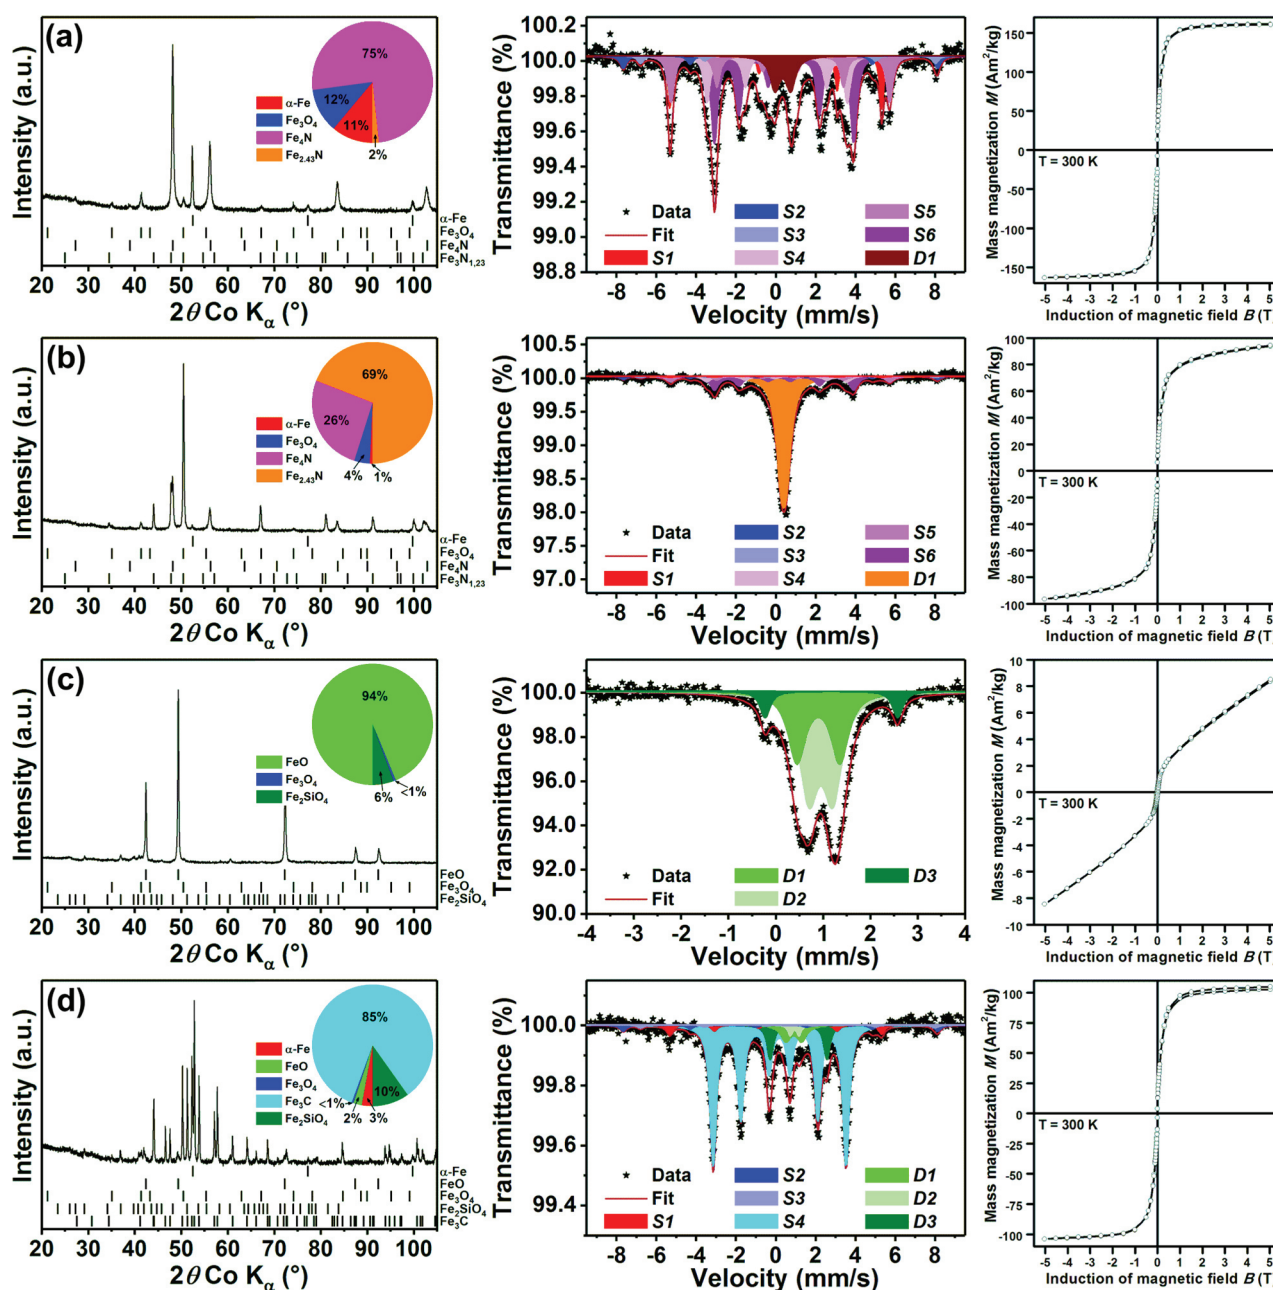 (a)
Intensity (a.u.)
75%
12%
11%
2%
α-Fe
Fe3O4
Fe4N
Fe2.43N
α-Fe
Fe3O4
Fe4N
Fe3N1,23
20 30 40 50 60 70 80 90 100
2θ Co Kα (°)
Transmittance (%)
100.2
100.0
99.8
99.6
99.4
99.2
99.0
98.8
Data
Fit
S1
S2
S3
S4
S5
S6
D1
-8 -6 -4 -2 0 2 4 6 8
Velocity (mm/s)
Mass magnetization M (Am2/kg)
150
100
50
0
-50
-100
-150
T = 300 K
-5 -4 -3 -2 -1 0 1 2 3 4 5
Induction of magnetic field B (T)
(b)
Intensity (a.u.)
69%
26%
4%
1%
α-Fe
Fe3O4
Fe4N
Fe2.43N
α-Fe
Fe3O4
Fe4N
Fe3N1,23
20 30 40 50 60 70 80 90 100
2θ Co Kα (°)
Transmittance (%)
100.5
100.0
99.5
99.0
98.5
98.0
97.5
97.0
Data
Fit
S1
S2
S3
S4
S5
S6
D1
-8 -6 -4 -2 0 2 4 6 8
Velocity (mm/s)
Mass magnetization M (Am2/kg)
100
80
60
40
20
0
-20
-40
-60
-80
-100
T = 300 K
-5 -4 -3 -2 -1 0 1 2 3 4 5
Induction of magnetic field B (T)
(c)
Intensity (a.u.)
94%
6%
<1%
FeO
Fe3O4
Fe2SiO4
FeO
Fe3O4
Fe2SiO4
20 30 40 50 60 70 80 90 100
2θ Co Kα (°)
Transmittance (%)
100.0
98.0
96.0
94.0
92.0
90.0
Data
Fit
D1
D2
D3
-4 -3 -2 -1 0 1 2 3 4
Velocity (mm/s)
Mass magnetization M (Am2/kg)
10
8
6
4
2
0
-2
-4
-6
-8
-10
T = 300 K
-5 -4 -3 -2 -1 0 1 2 3 4 5
Induction of magnetic field B (T)
(d)
Intensity (a.u.)
85%
10%
<1%
2%
3%
α-Fe
FeO
Fe3O4
Fe3C
Fe2SiO4
α-Fe
FeO
Fe3O4
Fe2SiO4
Fe3C
20 30 40 50 60 70 80 90 100
2θ Co Kα (°)
Transmittance (%)
100.0
99.8
99.6
99.4
Data
Fit
S1
S2
S3
S4
D1
D2
D3
-8 -6 -4 -2 0 2 4 6 8
Velocity (mm/s)
Mass magnetization M (Am2/kg)
100
75
50
25
0
-25
-50
-75
-100
T = 300 K
-5 -4 -3 -2 -1 0 1 2 3 4 5
Induction of magnetic field B (T)